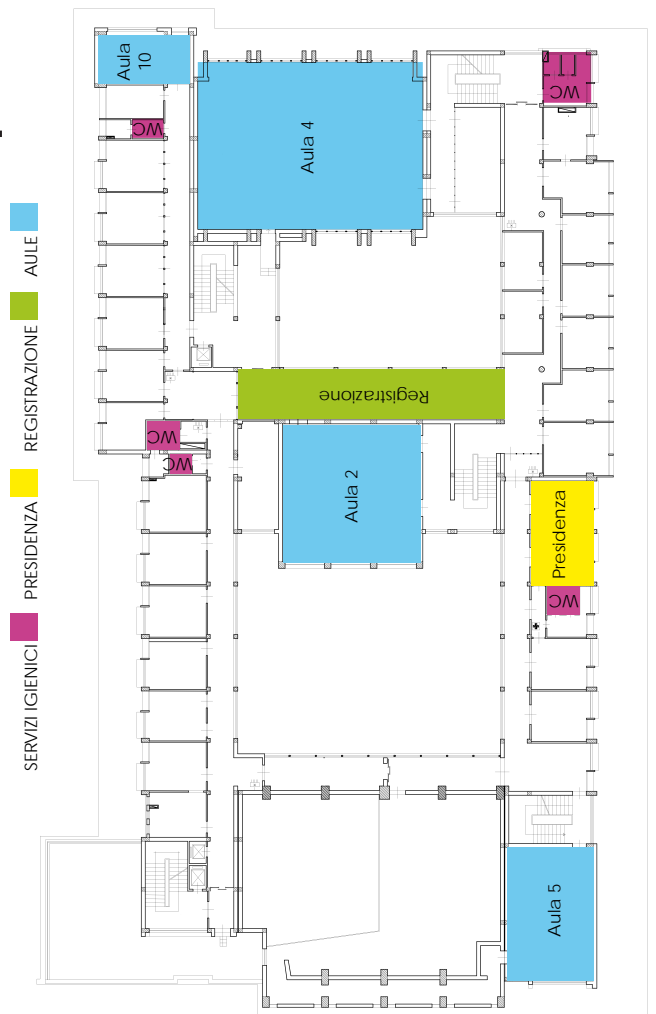 SERVIZI IGIENICI
PRESIDENZA
REGISTRAZIONE
AULE
Aula
10
WC
Aula 4
WC
Registrazione
WC
WC
Aula 2
Presidenza
WC
Aula 5